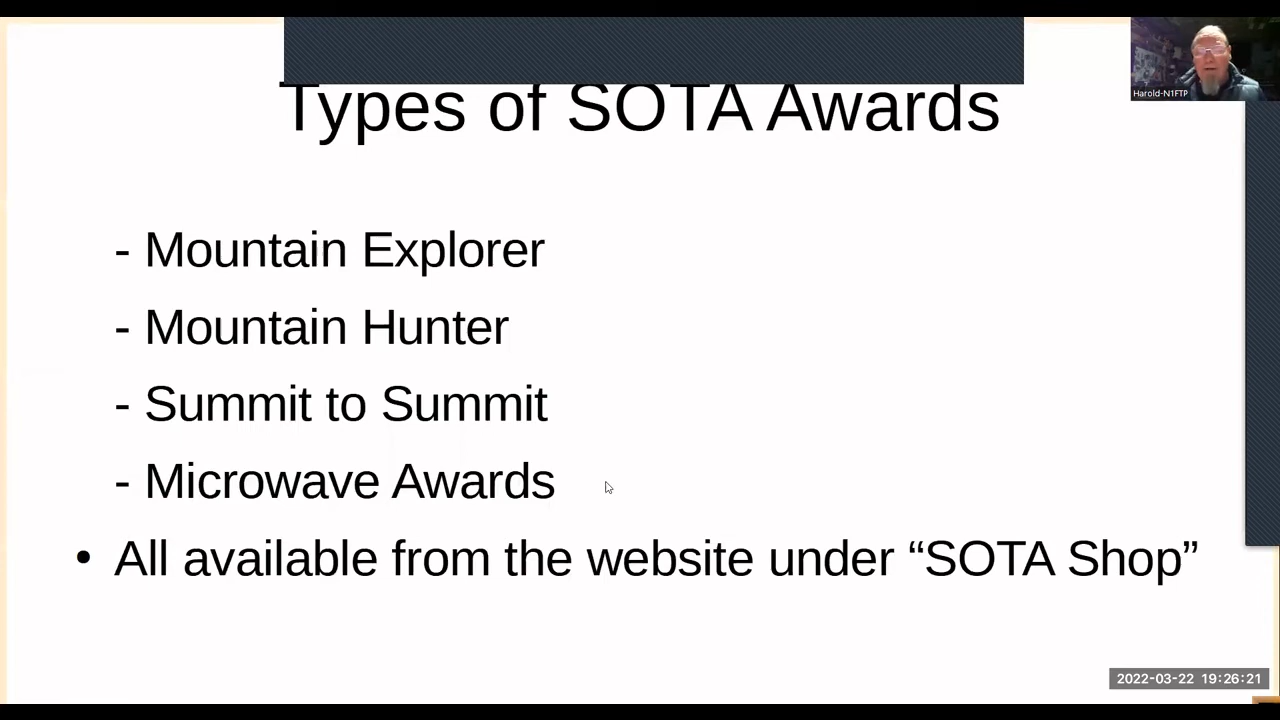 Types of SOTA Awards
Harold-N1FTP
- Mountain Explorer
- Mountain Hunter
- Summit to Summit
- Microwave Awards
• All available from the website under “SOTA Shop”
2022-03-22 19:26:21